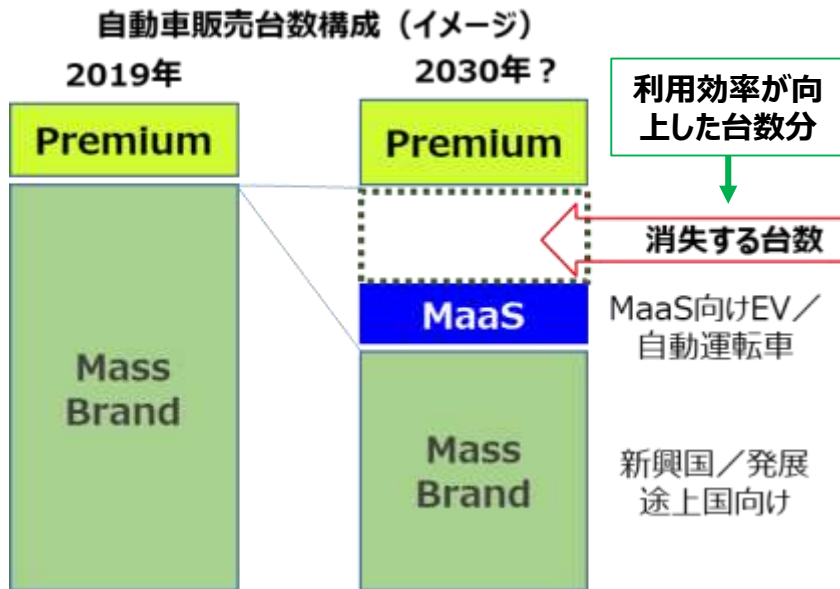 自動車販売台数構成（イメージ）
2019年
2030年？
利用効率が向
上した台数分
Premium
Premium
消失する台数
MaaS
MaaS向けEV／
自動運転車
Mass
Brand
Mass
Brand
新興国／発展
途上国向け